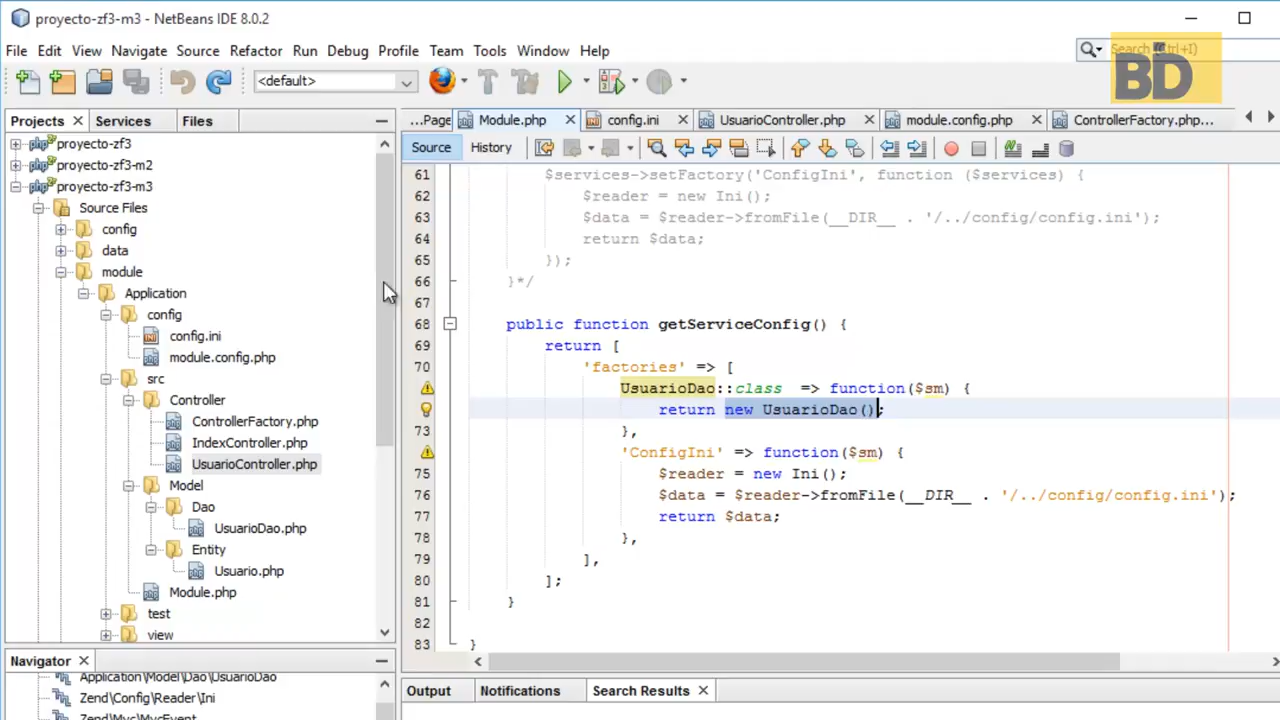 proyecto-zf3-m3 - NetBeans IDE 8.0.2
File Edit View Navigate Source Refactor Run Debug Profile Team Tools Window Help
Search (Ctrl+I)
BD
<default>
Projects Services Files
...Page Module.php config.ini UsuarioController.php module.config.php ControllerFactory.php...
Source History
proyecto-zf3
proyecto-zf3-m2
proyecto-zf3-m3
Source Files
config
data
module
Application
config
config.ini
module.config.php
src
Controller
ControllerFactory.php
IndexController.php
UsuarioController.php
Model
Dao
UsuarioDao.php
Entity
Usuario.php
Module.php
test
view
61 $services->setFactory('ConfigIni', function ($services) {
62 $reader = new Ini();
63 $data = $reader->fromFile(__DIR__ . '/../config/config.ini');
64 return $data;
65 });
66 }*/
67
68 public function getServiceConfig() {
69 return [
70 'factories' => [
UsuarioDao::class => function($sm) {
return new UsuarioDao();
73 },
'ConfigIni' => function($sm) {
75 $reader = new Ini();
76 $data = $reader->fromFile(__DIR__ . '/../config/config.ini');
77 return $data;
78 },
79 ],
80 ];
81 }
82
83 }
Navigator
Application\Model\Dao\UsuarioDao
Zend\Config\Reader\Ini
Zend\Mvc\MvcEvent
Output Notifications Search Results